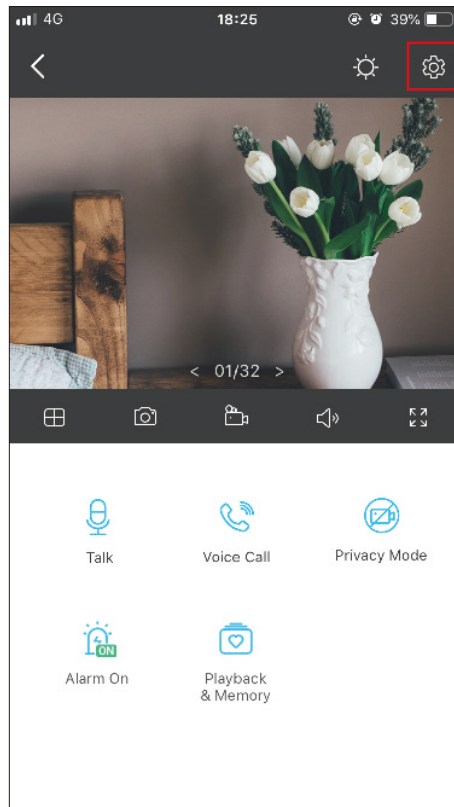 4G 18:25 39%
< 01/32 >
Talk Voice Call Privacy Mode
ON
Alarm On Playback
& Memory